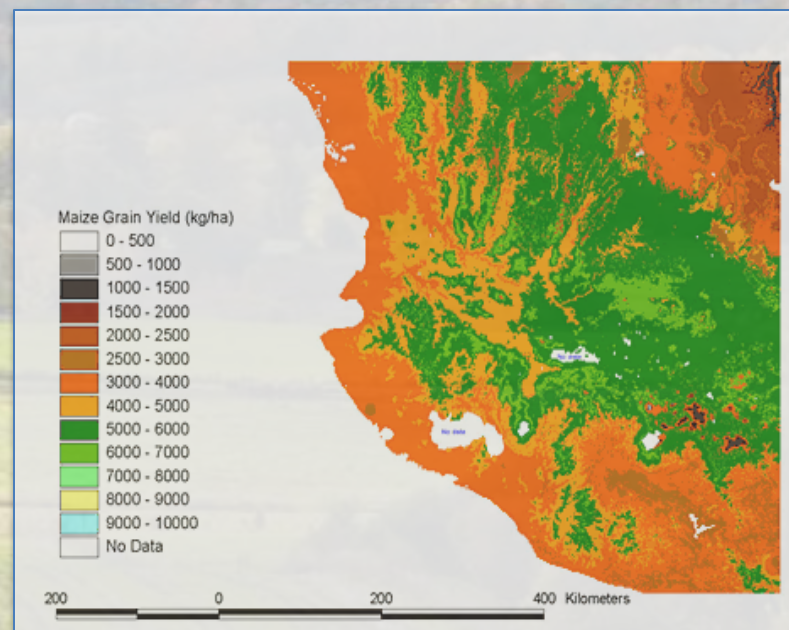 Maize Grain Yield (kg/ha)
0 - 500
500 - 1000
1000 - 1500
1500 - 2000
2000 - 2500
2500 - 3000
3000 - 4000
4000 - 5000
5000 - 6000
6000 - 7000
7000 - 8000
8000 - 9000
9000 - 10000
No Data
No data
No data
200 0 200 400 Kilometers